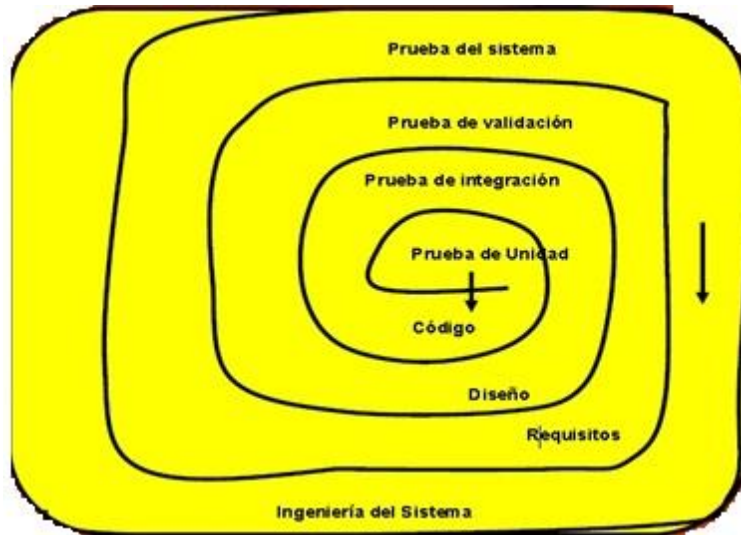 Prueba del sistema
Prueba de validación
Prueba de integración
Prueba de Unidad
Código
Diseño
Requisitos
Ingeniería del Sistema